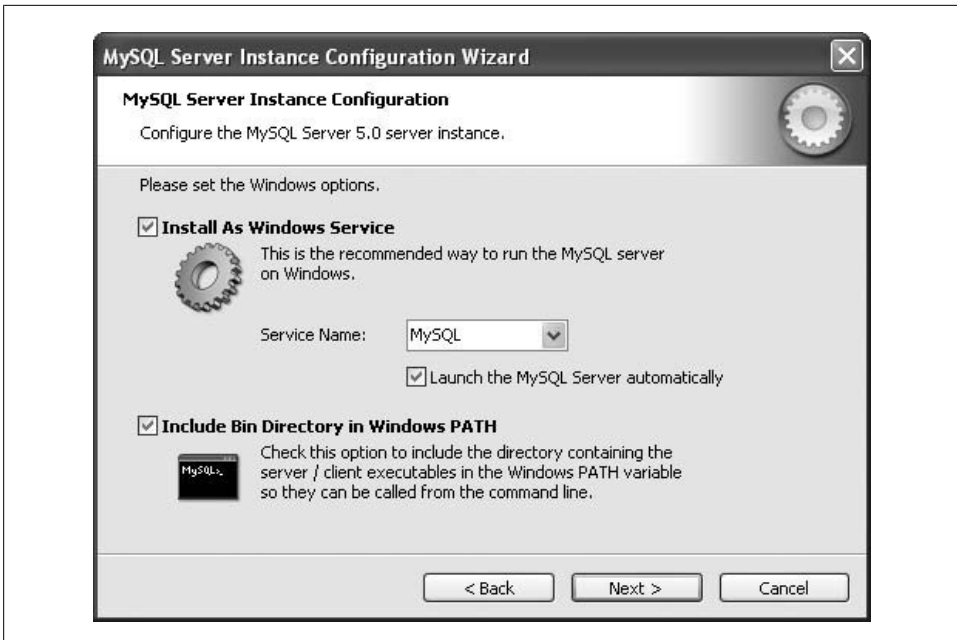 MySQL Server Instance Configuration Wizard
MySQL Server Instance Configuration
Configure the MySQL Server 5.0 server instance.
Please set the Windows options.
Install As Windows Service
This is the recommended way to run the MySQL server
on Windows.
Service Name:
MySQL
Launch the MySQL Server automatically
Include Bin Directory in Windows PATH
MySQL>_
Check this option to include the directory containing the
server / client executables in the Windows PATH variable
so they can be called from the command line.
< Back
Next >
Cancel